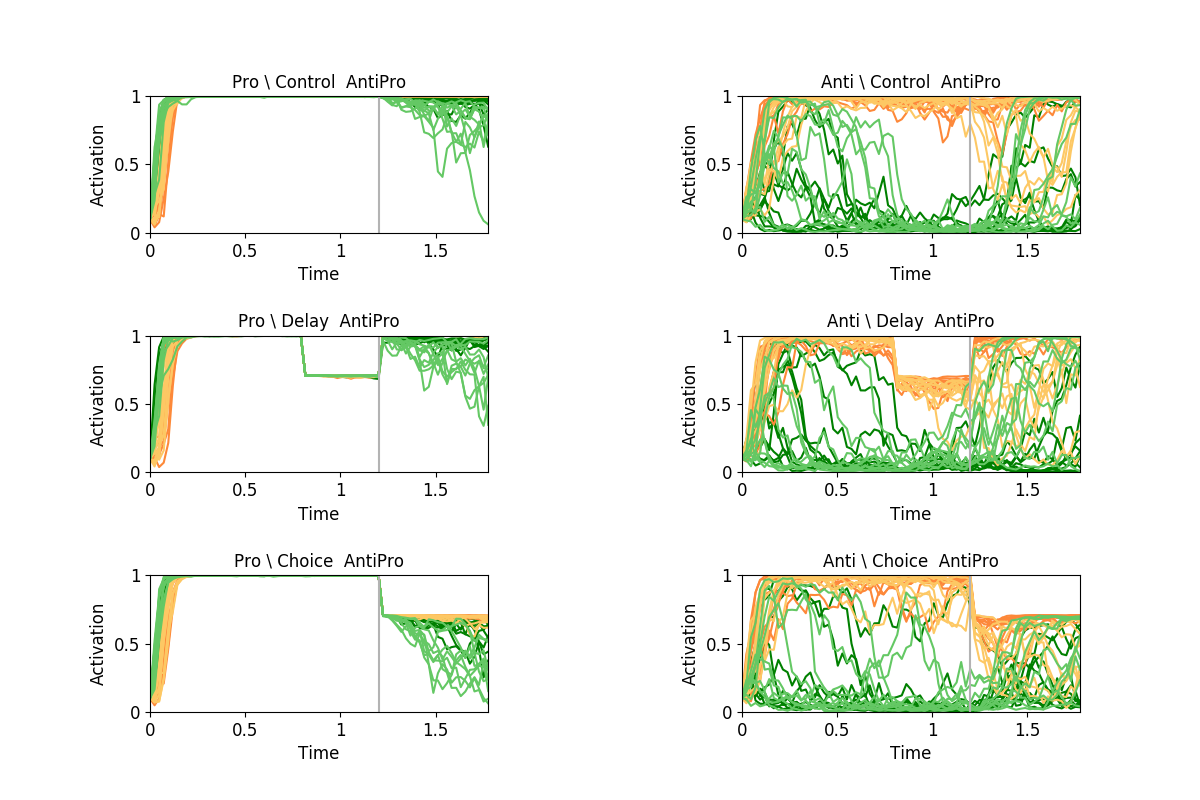 Pro \ Control  AntiPro
Activation
1
0.5
0
0
0.5
1
1.5
Time
Anti \ Control  AntiPro
Activation
1
0.5
0
0
0.5
1
1.5
Time
Pro \ Delay  AntiPro
Activation
1
0.5
0
0
0.5
1
1.5
Time
Anti \ Delay  AntiPro
Activation
1
0.5
0
0
0.5
1
1.5
Time
Pro \ Choice  AntiPro
Activation
1
0.5
0
0
0.5
1
1.5
Time
Anti \ Choice  AntiPro
Activation
1
0.5
0
0
0.5
1
1.5
Time